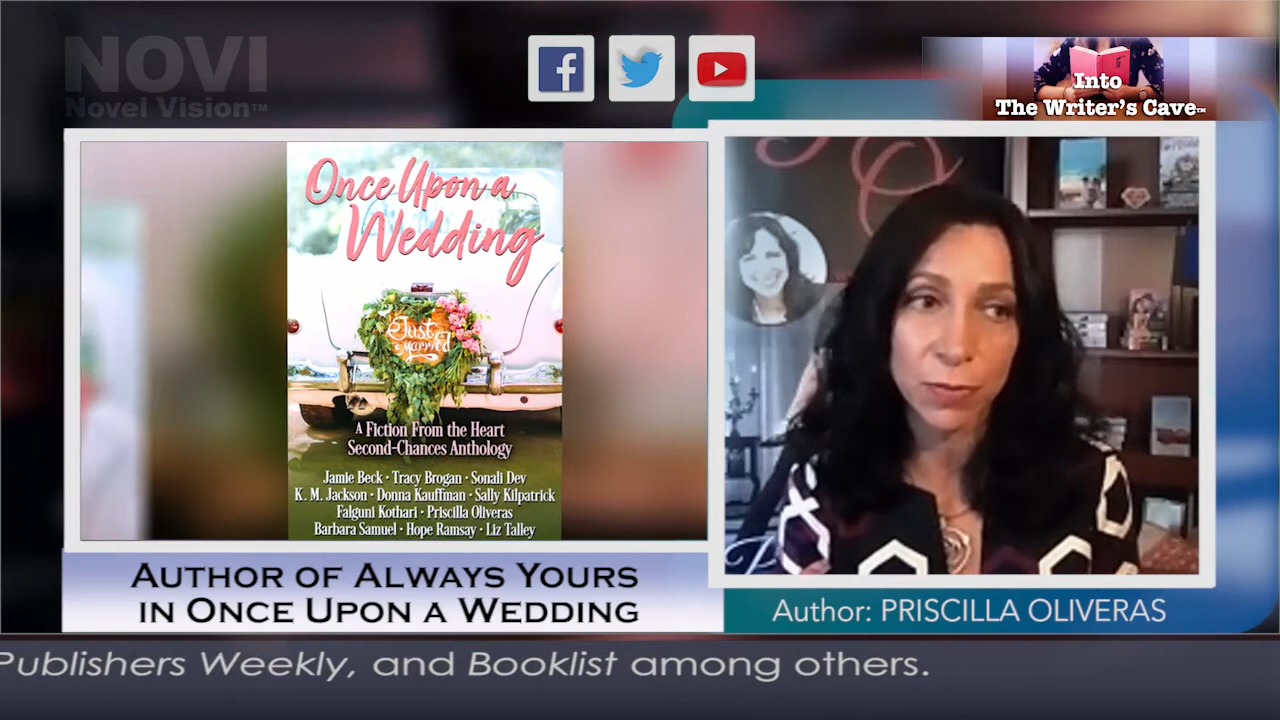 NOVI
Novel Vision™
Into
The Writer's Cave™
Once Upon a
Wedding
Just
Married
A Fiction From the Heart
Second-Chances Anthology
Jamie Beck · Tracy Brogan · Sonali Dev
K. M. Jackson · Donna Kauffman · Sally Kilpatrick
Falguni Kothari · Priscilla Oliveras
Barbara Samuel · Hope Ramsay · Liz Talley
AUTHOR OF ALWAYS YOURS
IN ONCE UPON A WEDDING
Author: PRISCILLA OLIVERAS
Publishers Weekly, and Booklist among others.